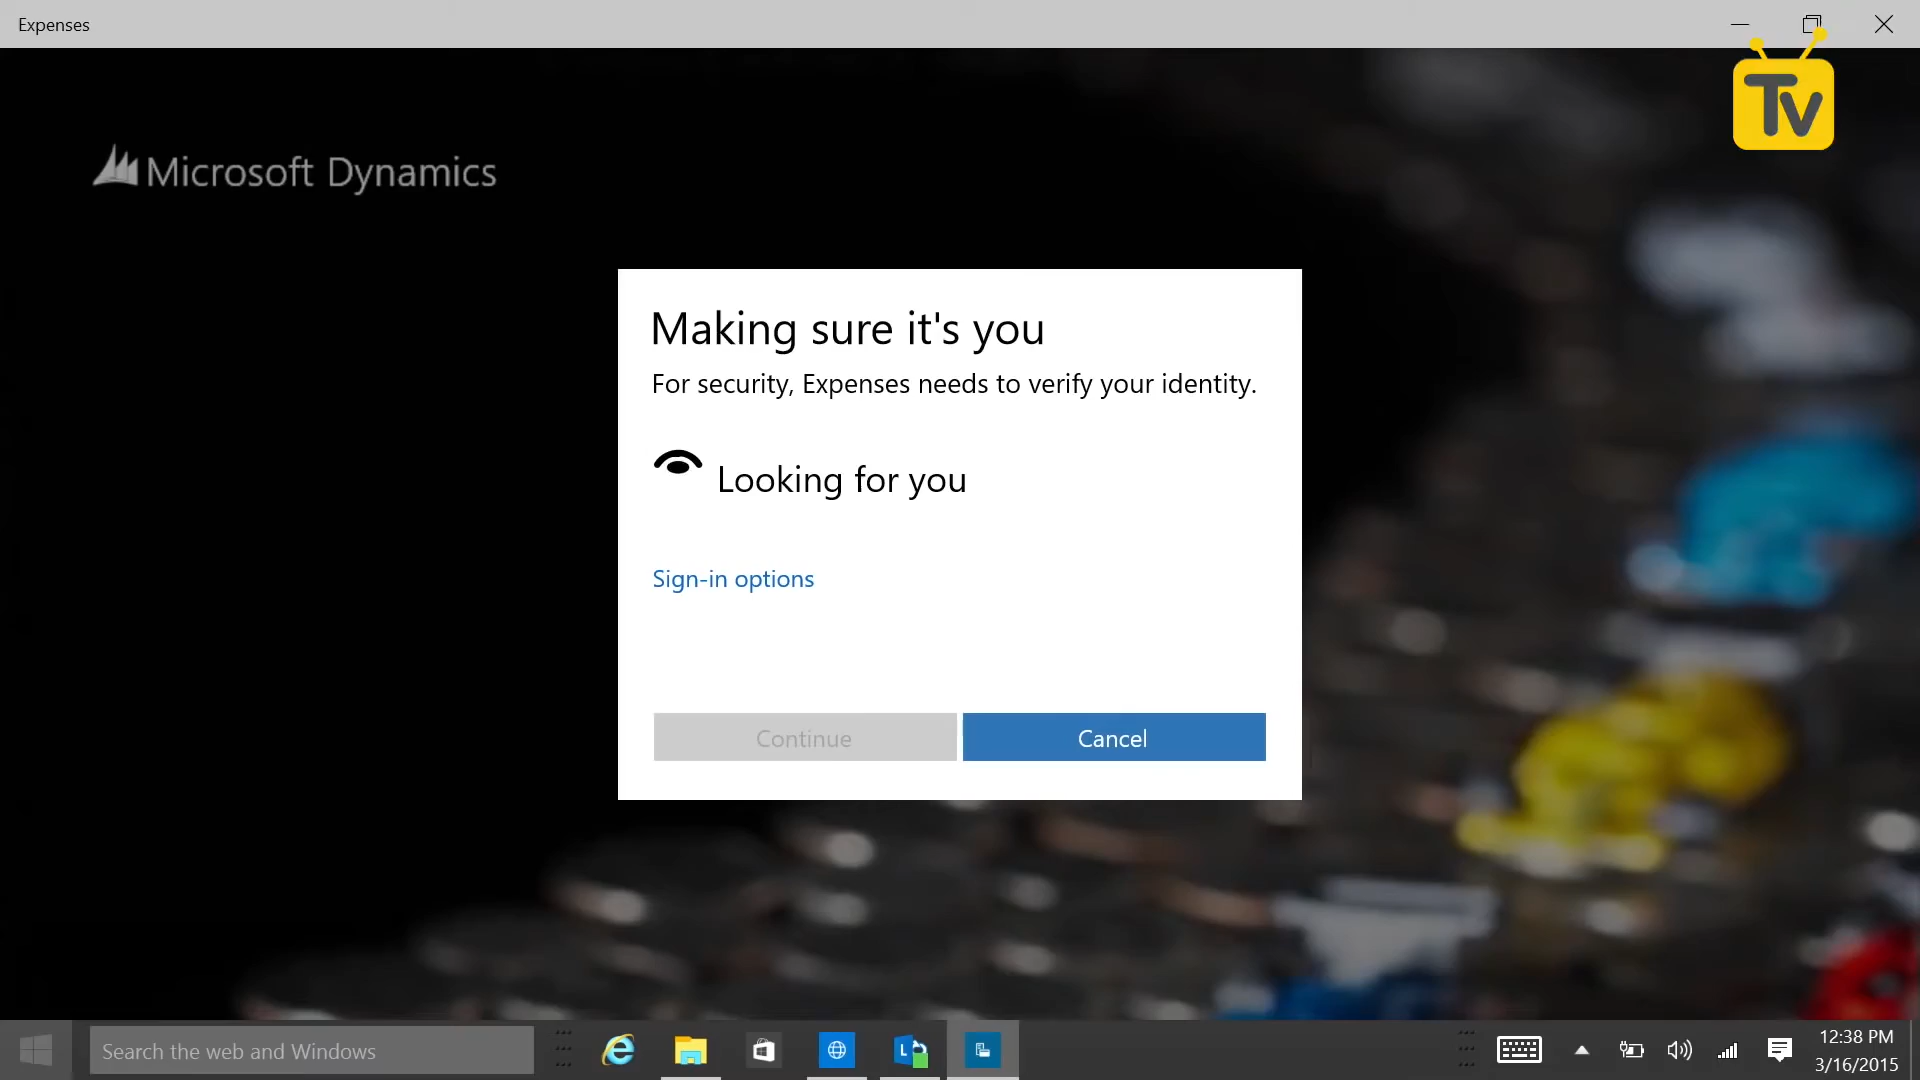 Expenses
Tv
Microsoft Dynamics
Making sure it's you
For security, Expenses needs to verify your identity.
Looking for you
Sign-in options
Continue
Cancel
Search the web and Windows
L
12:38 PM
3/16/2015